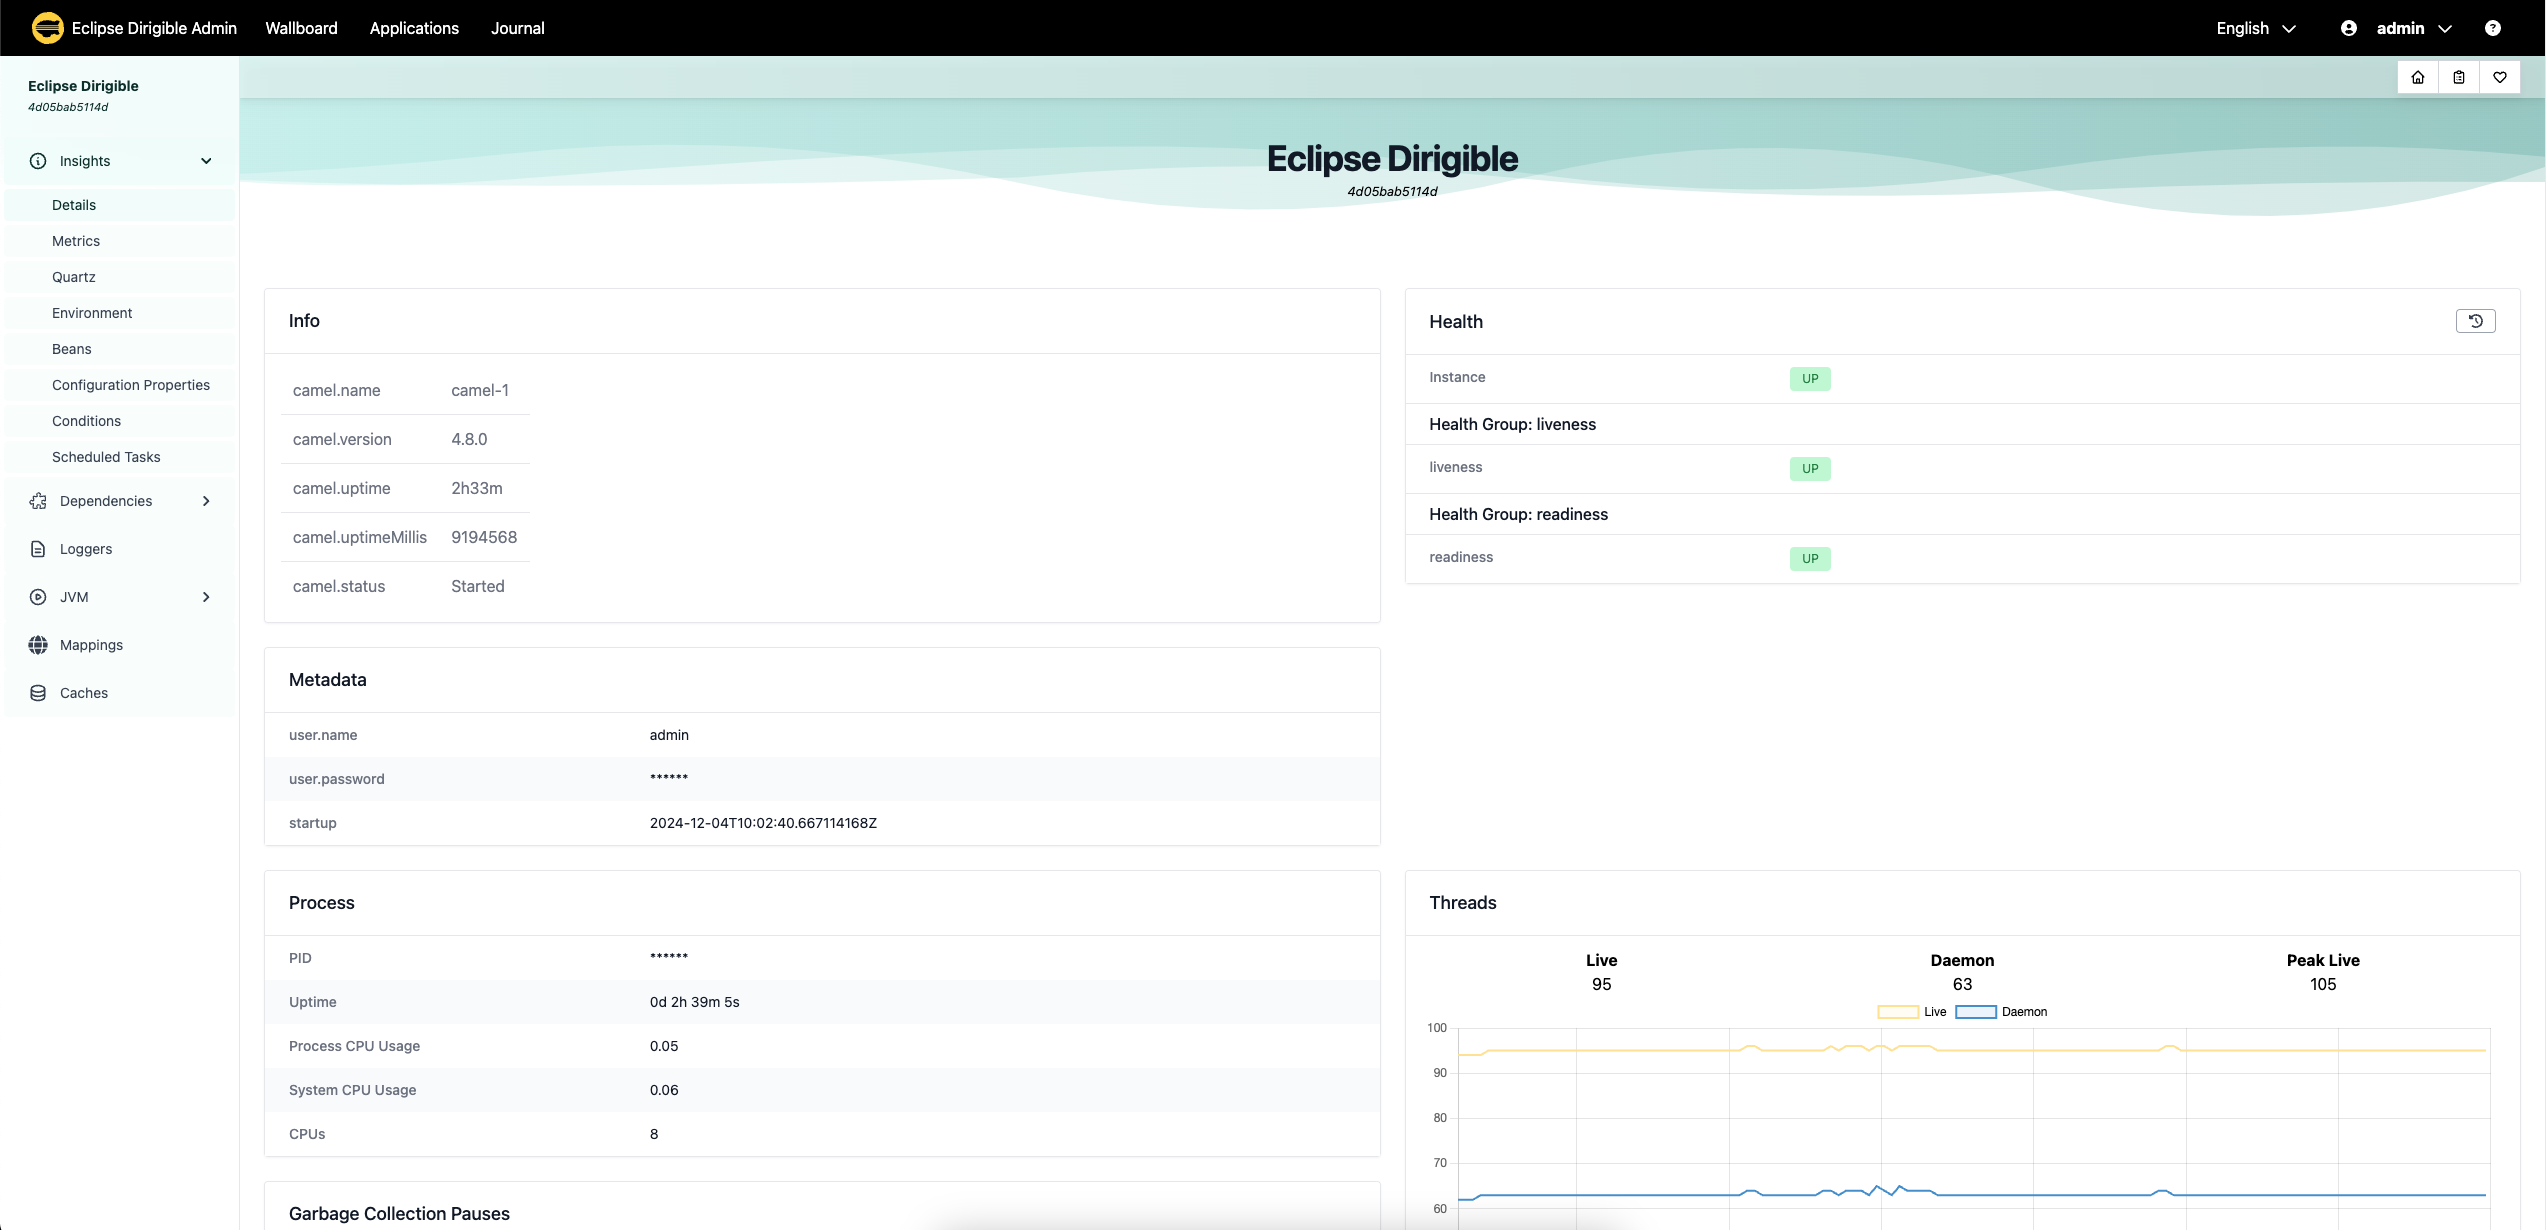 Eclipse Dirigible Admin Wallboard Applications Journal English admin
Eclipse Dirigible
4d05bab5114d
Insights
Details
Metrics
Quartz
Environment
Beans
Configuration Properties
Conditions
Scheduled Tasks
Dependencies
Loggers
JVM
Mappings
Caches
Eclipse Dirigible
4d05bab5114d
Info
camel.name camel-1
camel.version 4.8.0
camel.uptime 2h33m
camel.uptimeMillis 9194568
camel.status Started
Health
Instance UP
Health Group: liveness
liveness UP
Health Group: readiness
readiness UP
Metadata
user.name admin
user.password ******
startup 2024-12-04T10:02:40.667114168Z
Process
PID ******
Uptime 0d 2h 39m 5s
Process CPU Usage 0.05
System CPU Usage 0.06
CPUs 8
Threads
Live Daemon Peak Live
95 63 105
Live Daemon
100
90
80
70
60
Garbage Collection Pauses